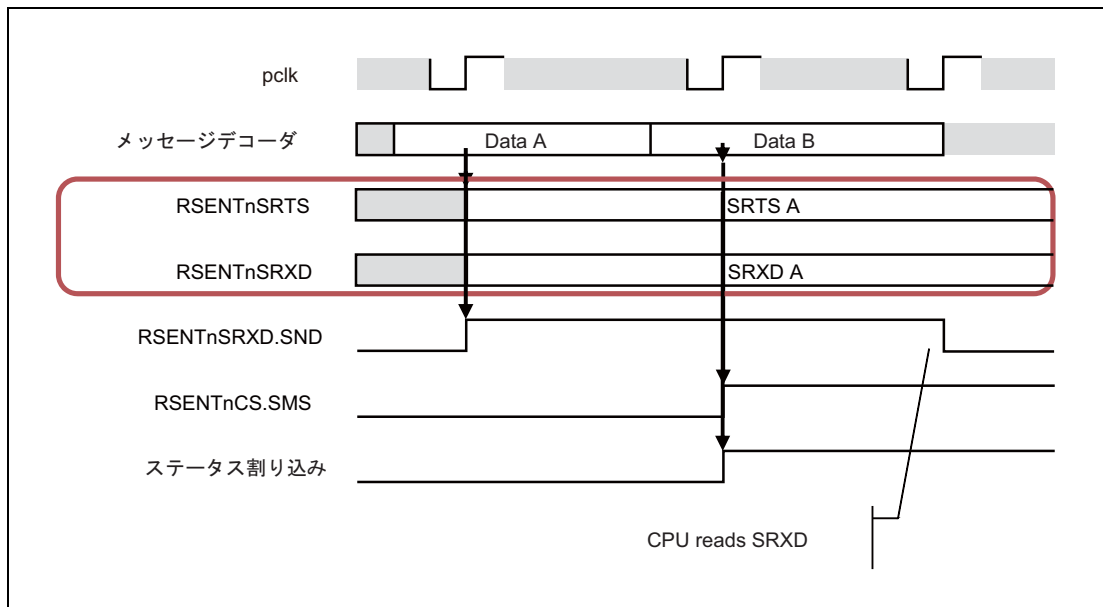 pclk
メッセージデコーダ
Data A
Data B
RSENTnSRTS
SRTS A
RSENTnSRXD
SRXD A
RSENTnSRXD.SND
RSENTnCS.SMS
ステータス割り込み
CPU reads SRXD